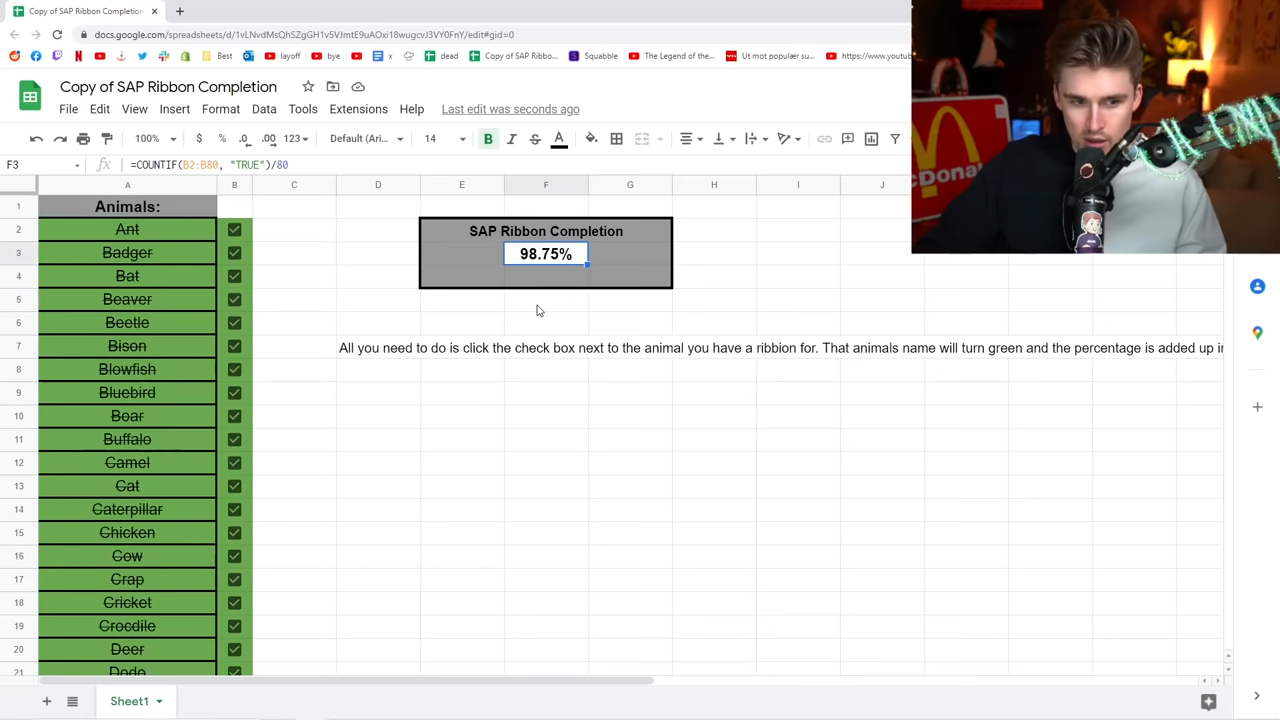 Copy of SAP Ribbon Completion
docs.google.com/spreadsheets/d/1vLNvdMsQhSZgGH1v5VJmtE9uAOxi18wugcvJ3VY0FnY/edit#gid=0
Best layoff bye x dead Copy of SAP Ribbo... Squabble The Legend of the... Ut mot populær su... https://www.youtub
Copy of SAP Ribbon Completion
File Edit View Insert Format Data Tools Extensions Help Last edit was seconds ago
100% $ % .0 .00 123 Default (Ari... 14 B I S A
F3 fx =COUNTIF(B2:B80, "TRUE")/80
A B C D E F G H I J
1 Animals:
2 Ant SAP Ribbon Completion
3 Badger 98.75%
4 Bat
5 Beaver
6 Beetle
7 Bison All you need to do is click the check box next to the animal you have a ribbion for. That animals name will turn green and the percentage is added up in
8 Blowfish
9 Bluebird
10 Boar
11 Buffalo
12 Camel
13 Cat
14 Caterpillar
15 Chicken
16 Cow
17 Crap
18 Cricket
19 Crocdile
20 Deer
21 Dodo
Sheet1